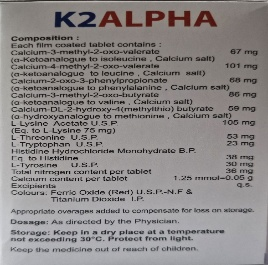 K2ALPHA
Composition :
Each film coated tablet contains :
Calcium-3-methyl-2-oxo-valerate 67 mg
(α-Ketoanalogue to isoleucine , Calcium salt)
Calcium-4-methyl-2-oxo-valerate 101 mg
(α-ketoanalogue to leucine , Calcium salt)
Calcium-2-oxo-3-phenylpropionate 68 mg
(α-ketoanalogue to phenylalanine , Calcium salt)
Calcium-3-methyl-2-oxo-butyrate 86 mg
(α-ketoanalogue to valine , Calcium salt)
Calcium-DL-2-hydroxy-4(methylthio) butyrate 59 mg
(α-hydroxyanalogue to methionine , Calcium salt)
L-Lysine Acetate U.S.P 105 mg
(Eq. to L-Lysine 75 mg)
L-Threonine U.S.P 53 mg
L-Tryptophan U.S.P 23 mg
Histidine Hydrochloride Monohydrate B.P.
Eq. to Histidine 38 mg
L-Tyrosine U.S.P 30 mg
Total nitrogen content per tablet 36 mg
Calcium content per tablet 1.25 mmol=0.05 g
Excipients q.s.
Colours: Ferric Oxide (Red) U.S.P-N.F &
Titanium Dioxide I.P.
Appropriate overages added to compensate for loss on storage.
Dosage: As directed by the Physician.
Storage: Keep in a dry place at a temperature
not exceeding 30°C. Protect from light.
Keep the medicine out of reach of children.